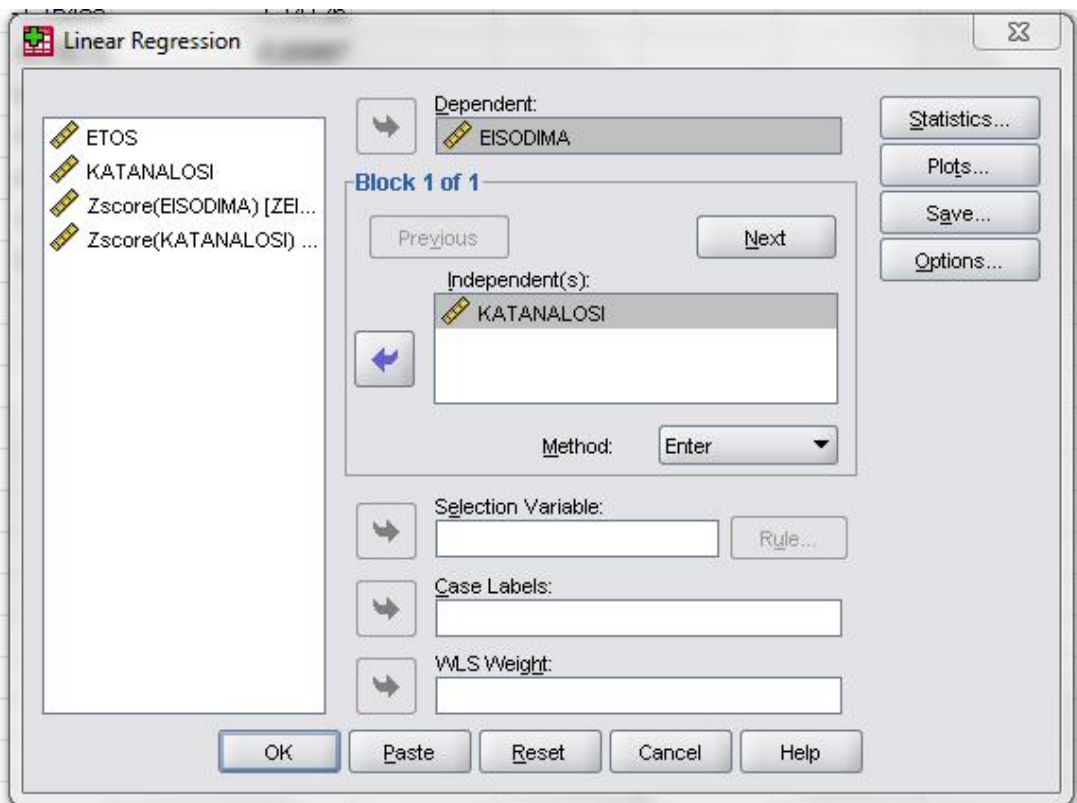 Linear Regression
ETOS
KATANALOSI
Zscore(EISODIMA) [ZEI...
Zscore(KATANALOSI) ...
Dependent:
EISODIMA
Block 1 of 1
Previous
Next
Independent(s):
KATANALOSI
Method:
Enter
Selection Variable:
Rule...
Case Labels:
WLS Weight:
Statistics...
Plots...
Save...
Options...
OK
Paste
Reset
Cancel
Help